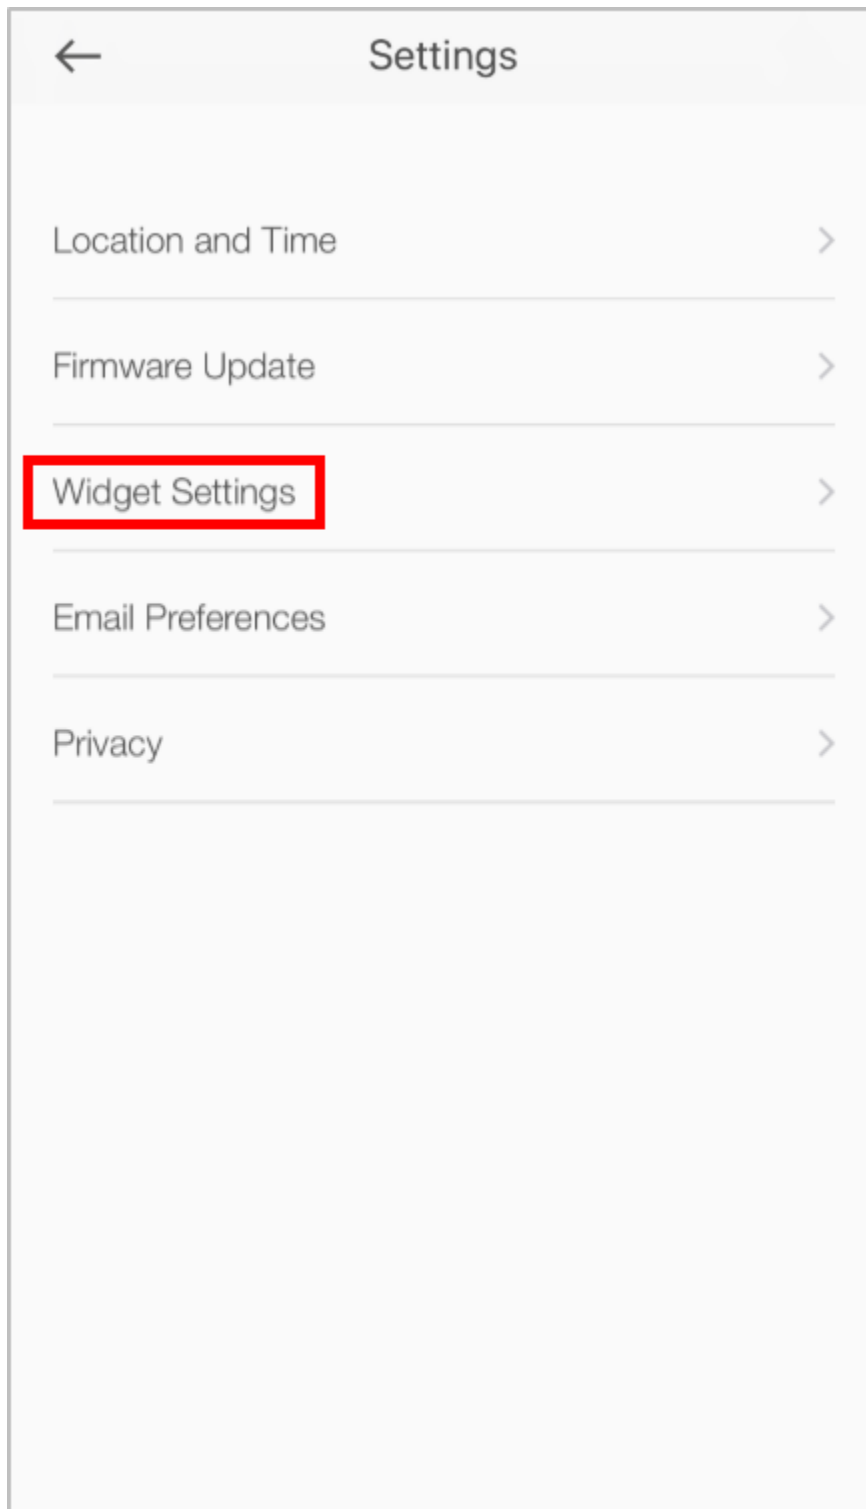 Settings
Location and Time
Firmware Update
Widget Settings
Email Preferences
Privacy